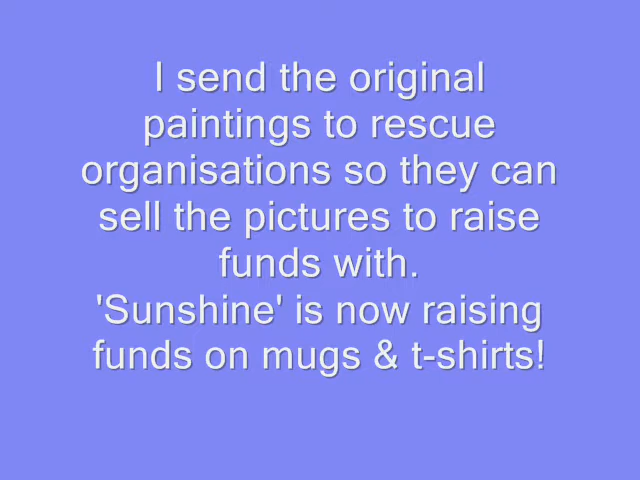 I send the original
paintings to rescue
organisations so they can
sell the pictures to raise
funds with.
'Sunshine' is now raising
funds on mugs & t-shirts!